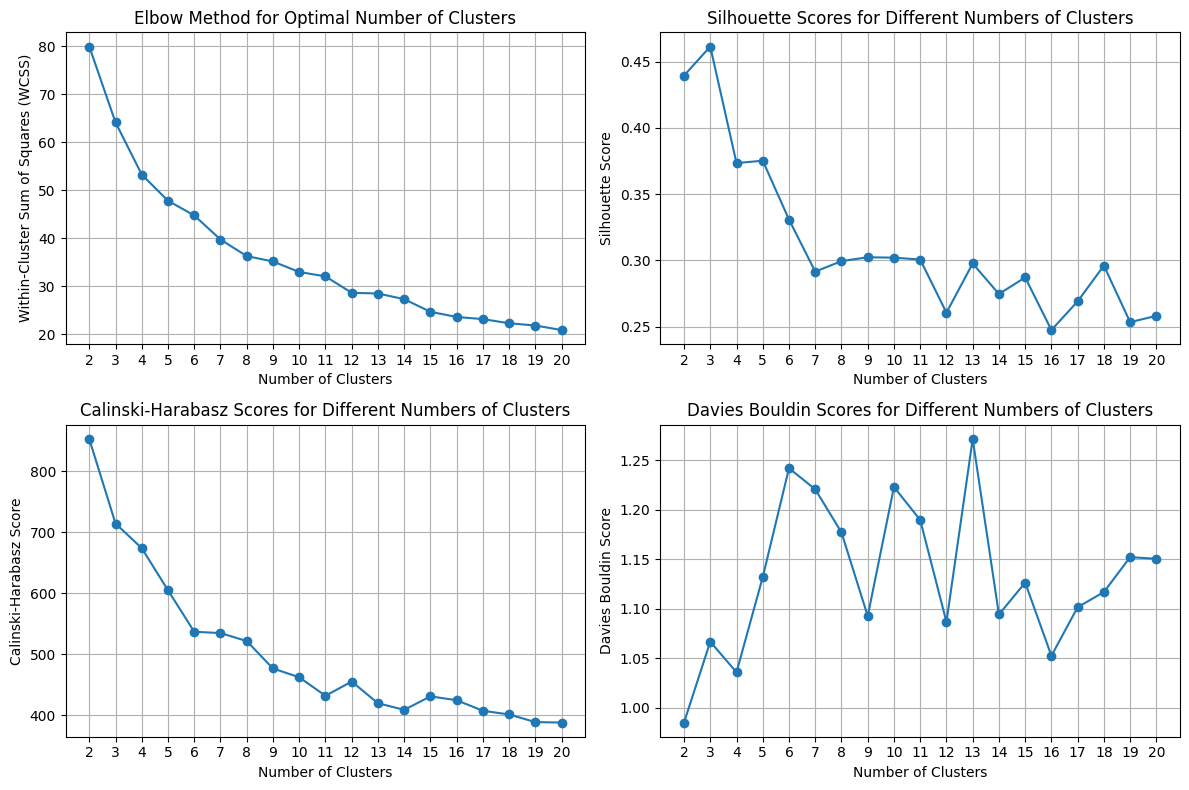 Elbow Method for Optimal Number of Clusters
Within-Cluster Sum of Squares (WCSS)
80
70
60
50
40
30
20
2 3 4 5 6 7 8 9 10 11 12 13 14 15 16 17 18 19 20
Number of Clusters
Silhouette Scores for Different Numbers of Clusters
Silhouette Score
0.45
0.40
0.35
0.30
0.25
2 3 4 5 6 7 8 9 10 11 12 13 14 15 16 17 18 19 20
Number of Clusters
Calinski-Harabasz Scores for Different Numbers of Clusters
Calinski-Harabasz Score
800
700
600
500
400
2 3 4 5 6 7 8 9 10 11 12 13 14 15 16 17 18 19 20
Number of Clusters
Davies Bouldin Scores for Different Numbers of Clusters
Davies Bouldin Score
1.25
1.20
1.15
1.10
1.05
1.00
2 3 4 5 6 7 8 9 10 11 12 13 14 15 16 17 18 19 20
Number of Clusters